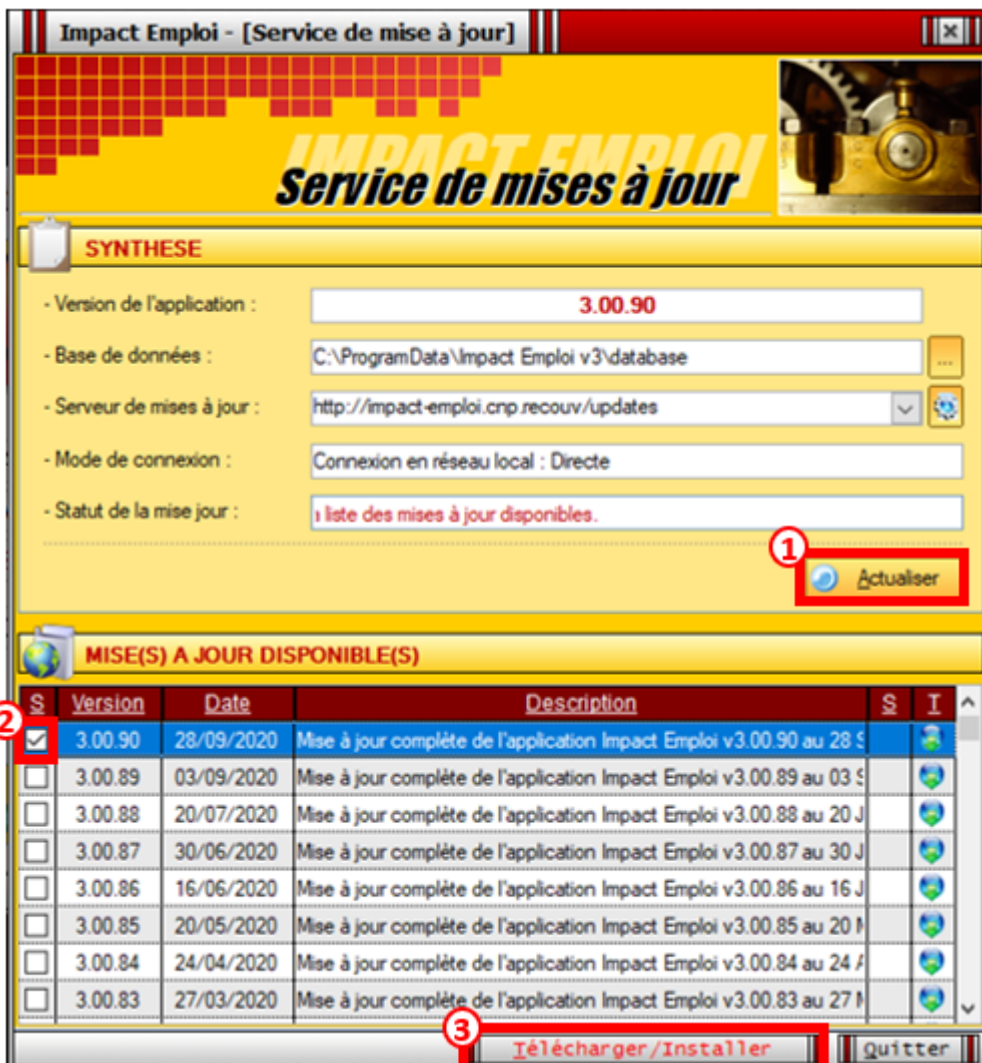 Impact Emploi - [Service de mise à jour]
IMPACT EMPLOI
Service de mises à jour
SYNTHESE
- Version de l'application : 3.00.90
- Base de données : C:\ProgramData\Impact Emploi v3\database ...
- Serveur de mises à jour : http://impact-emploi.cnp.recouv/updates
- Mode de connexion : Connexion en réseau local : Directe
- Statut de la mise jour : liste des mises à jour disponibles.
1
Actualiser
MISE(S) A JOUR DISPONIBLE(S)
S Version Date Description S T
2
3.00.90 28/09/2020 Mise à jour complète de l'application Impact Emploi v3.00.90 au 28 S
3.00.89 03/09/2020 Mise à jour complète de l'application Impact Emploi v3.00.89 au 03 S
3.00.88 20/07/2020 Mise à jour complète de l'application Impact Emploi v3.00.88 au 20 J
3.00.87 30/06/2020 Mise à jour complète de l'application Impact Emploi v3.00.87 au 30 J
3.00.86 16/06/2020 Mise à jour complète de l'application Impact Emploi v3.00.86 au 16 J
3.00.85 20/05/2020 Mise à jour complète de l'application Impact Emploi v3.00.85 au 20 M
3.00.84 24/04/2020 Mise à jour complète de l'application Impact Emploi v3.00.84 au 24 A
3.00.83 27/03/2020 Mise à jour complète de l'application Impact Emploi v3.00.83 au 27 M
3
Télécharger/Installer Quitter